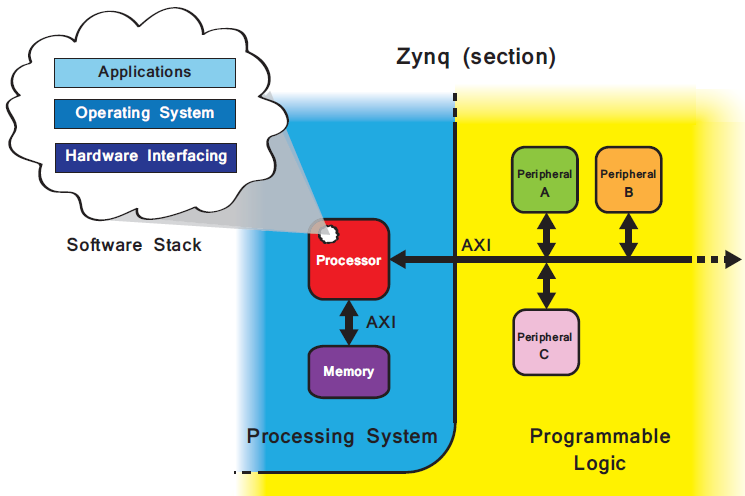 Zynq (section)
Applications
Operating System
Hardware Interfacing
Software Stack
Peripheral
A
Peripheral
B
AXI
Processor
AXI
Peripheral
C
Memory
Processing System
Programmable
Logic